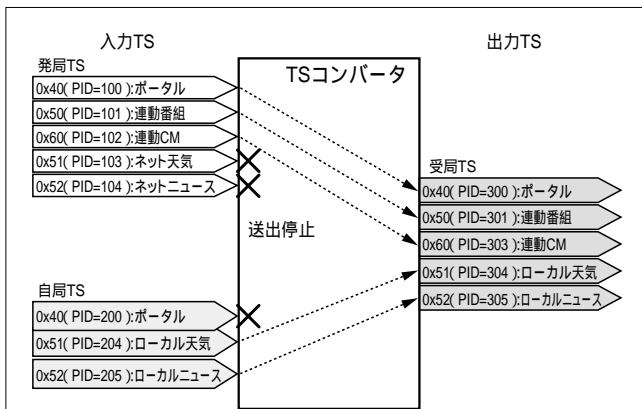 入力TS
出力TS
TSコンバータ
発局TS
0x40( PID=100 ):ポータル
0x50( PID=101 ):連動番組
0x60( PID=102 ):連動CM
0x51( PID=103 ):ネット天気
0x52( PID=104 ):ネットニュース
送出停止
自局TS
0x40( PID=200 ):ポータル
0x51( PID=204 ):ローカル天気
0x52( PID=205 ):ローカルニュース
受局TS
0x40( PID=300 ):ポータル
0x50( PID=301 ):連動番組
0x60( PID=303 ):連動CM
0x51( PID=304 ):ローカル天気
0x52( PID=305 ):ローカルニュース